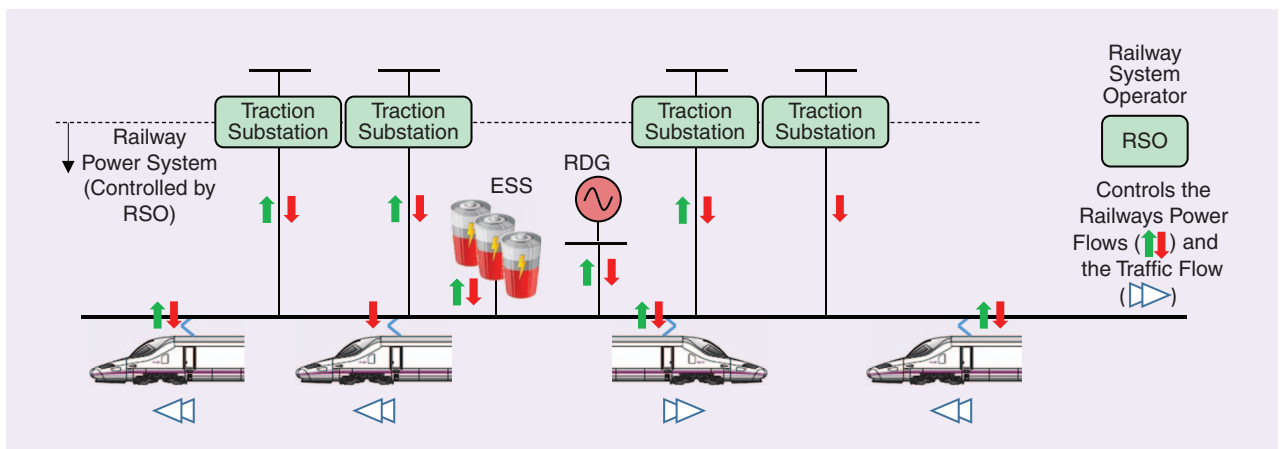 Traction
Substation
Traction
Substation
Traction
Substation
Traction
Substation
Railway
System
Operator
RSO
Railway
Power System
(Controlled by
RSO)
ESS
RDG
Controls the
Railways Power
Flows ( ) and
the Traffic Flow
( )